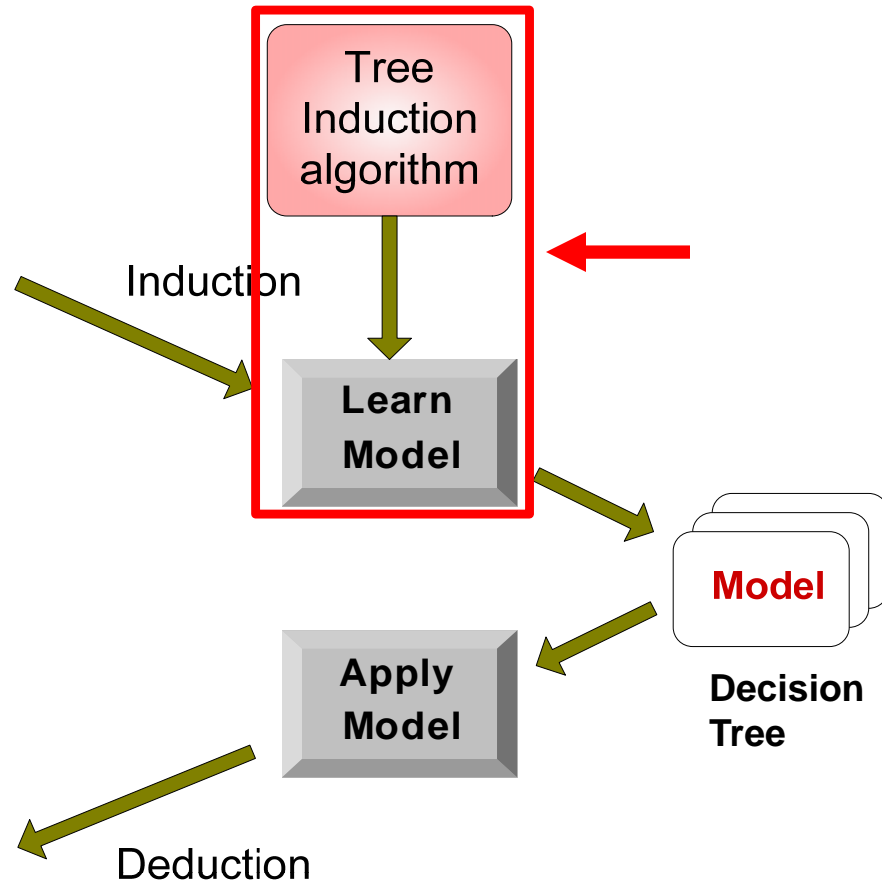 Tree
Induction
algorithm
Induction
Learn
Model
Model
Decision
Tree
Apply
Model
Deduction